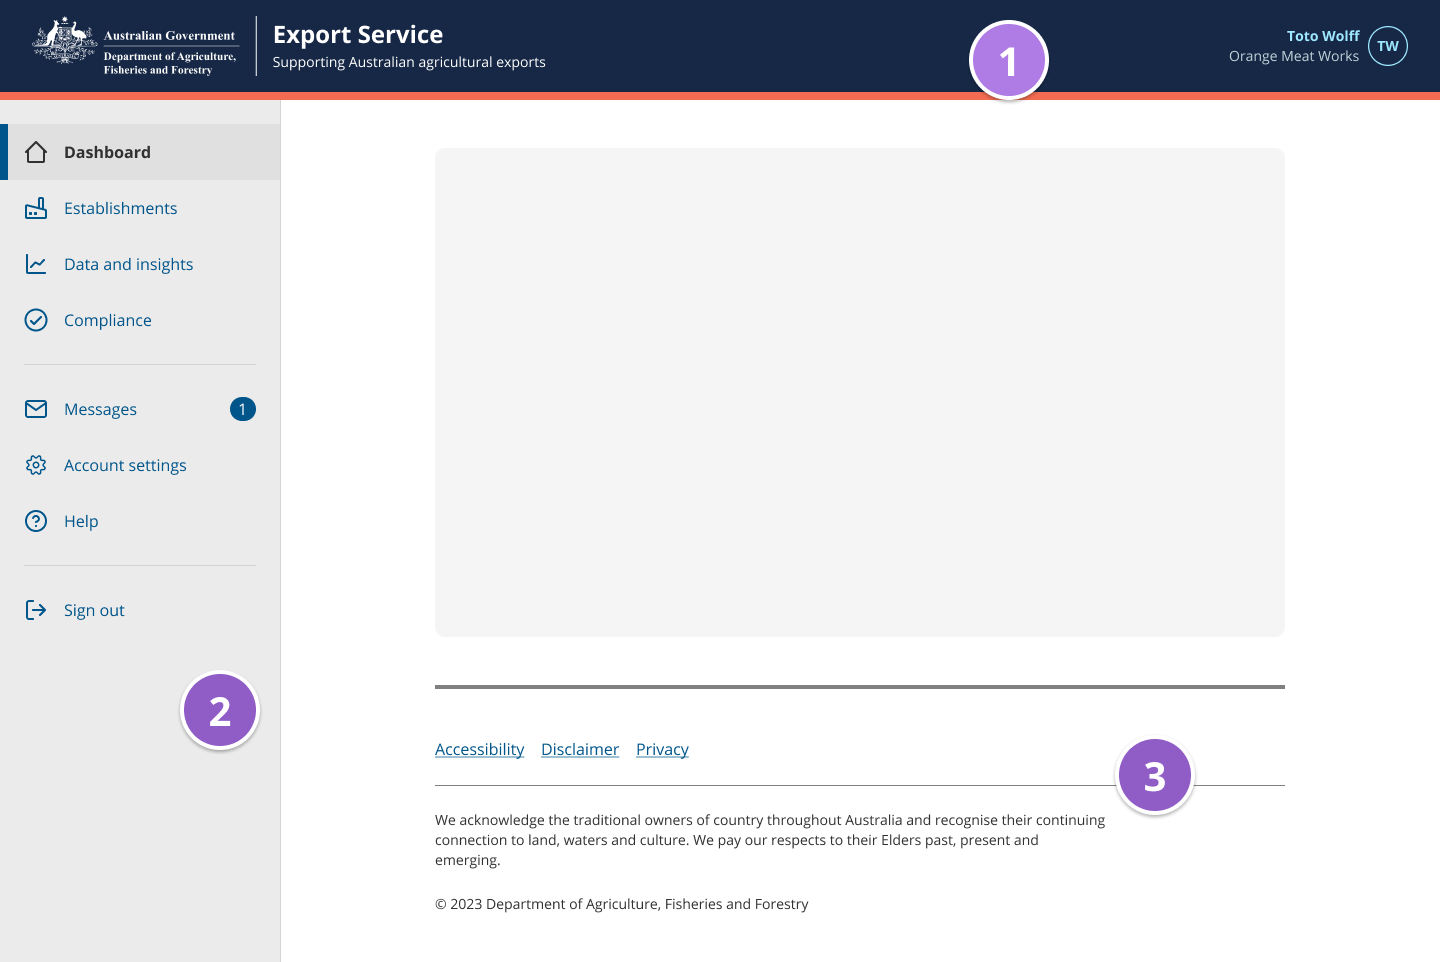 Australian Government
Department of Agriculture,
Fisheries and Forestry
Export Service
Supporting Australian agricultural exports
1
Toto Wolff
Orange Meat Works
TW
Dashboard
Establishments
Data and insights
Compliance
Messages 1
Account settings
Help
Sign out
2
Accessibility Disclaimer Privacy
3
We acknowledge the traditional owners of country throughout Australia and recognise their continuing
connection to land, waters and culture. We pay our respects to their Elders past, present and
emerging.
© 2023 Department of Agriculture, Fisheries and Forestry